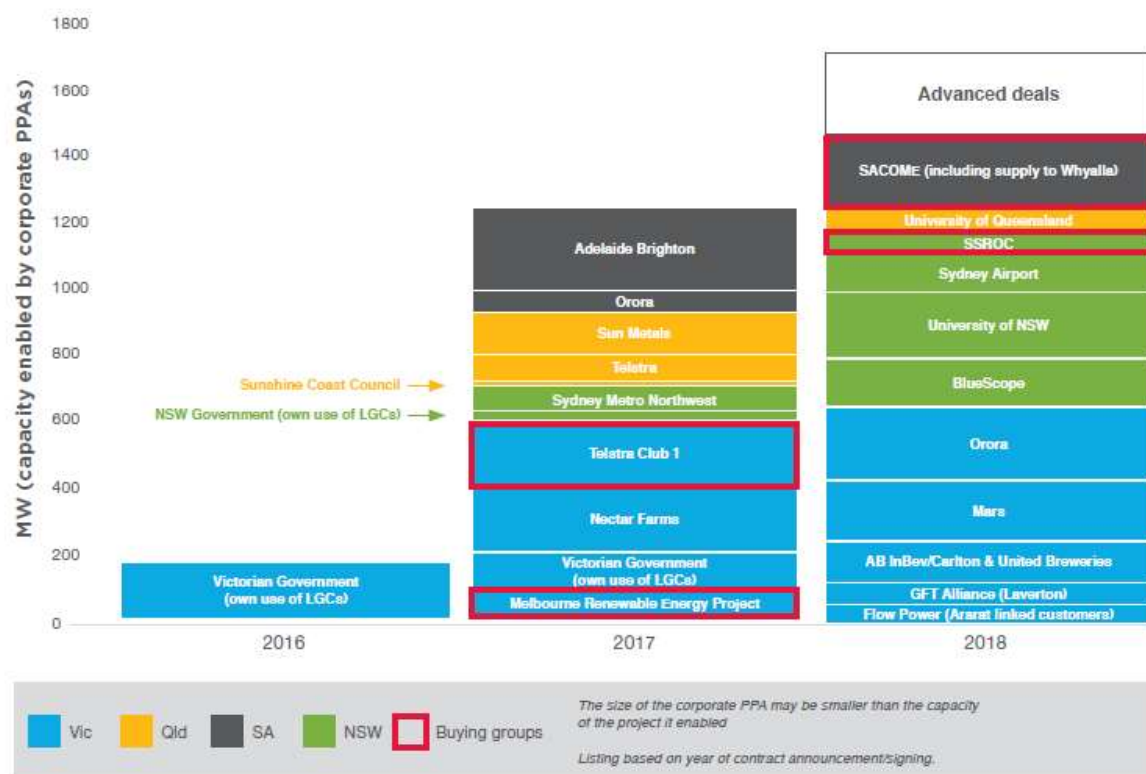 1800
1600
1400
1200
1000
800
600
400
200
0
MW (capacity enabled by corporate PPAs)
Victorian Government
(own use of LGCs)
2016
Sunshine Coast Council
NSW Government (own use of LGCs)
Adelaide Brighton
Orora
Sun Metals
Telstra
Sydney Metro Northwest
Telstra Club 1
Nectar Farms
Victorian Government
(own use of LGCs)
Melbourne Renewable Energy Project
2017
Advanced deals
SACOME (including supply to Whyalla)
University of Queensland
SSROC
Sydney Airport
University of NSW
BlueScope
Orora
Mars
AB InBev/Carlton & United Breweries
GFT Alliance (Laverton)
Flow Power (Ararat linked customers)
2018
Vic
Qld
SA
NSW
Buying groups
The size of the corporate PPA may be smaller than the capacity
of the project it enabled
Listing based on year of contract announcement/signing.